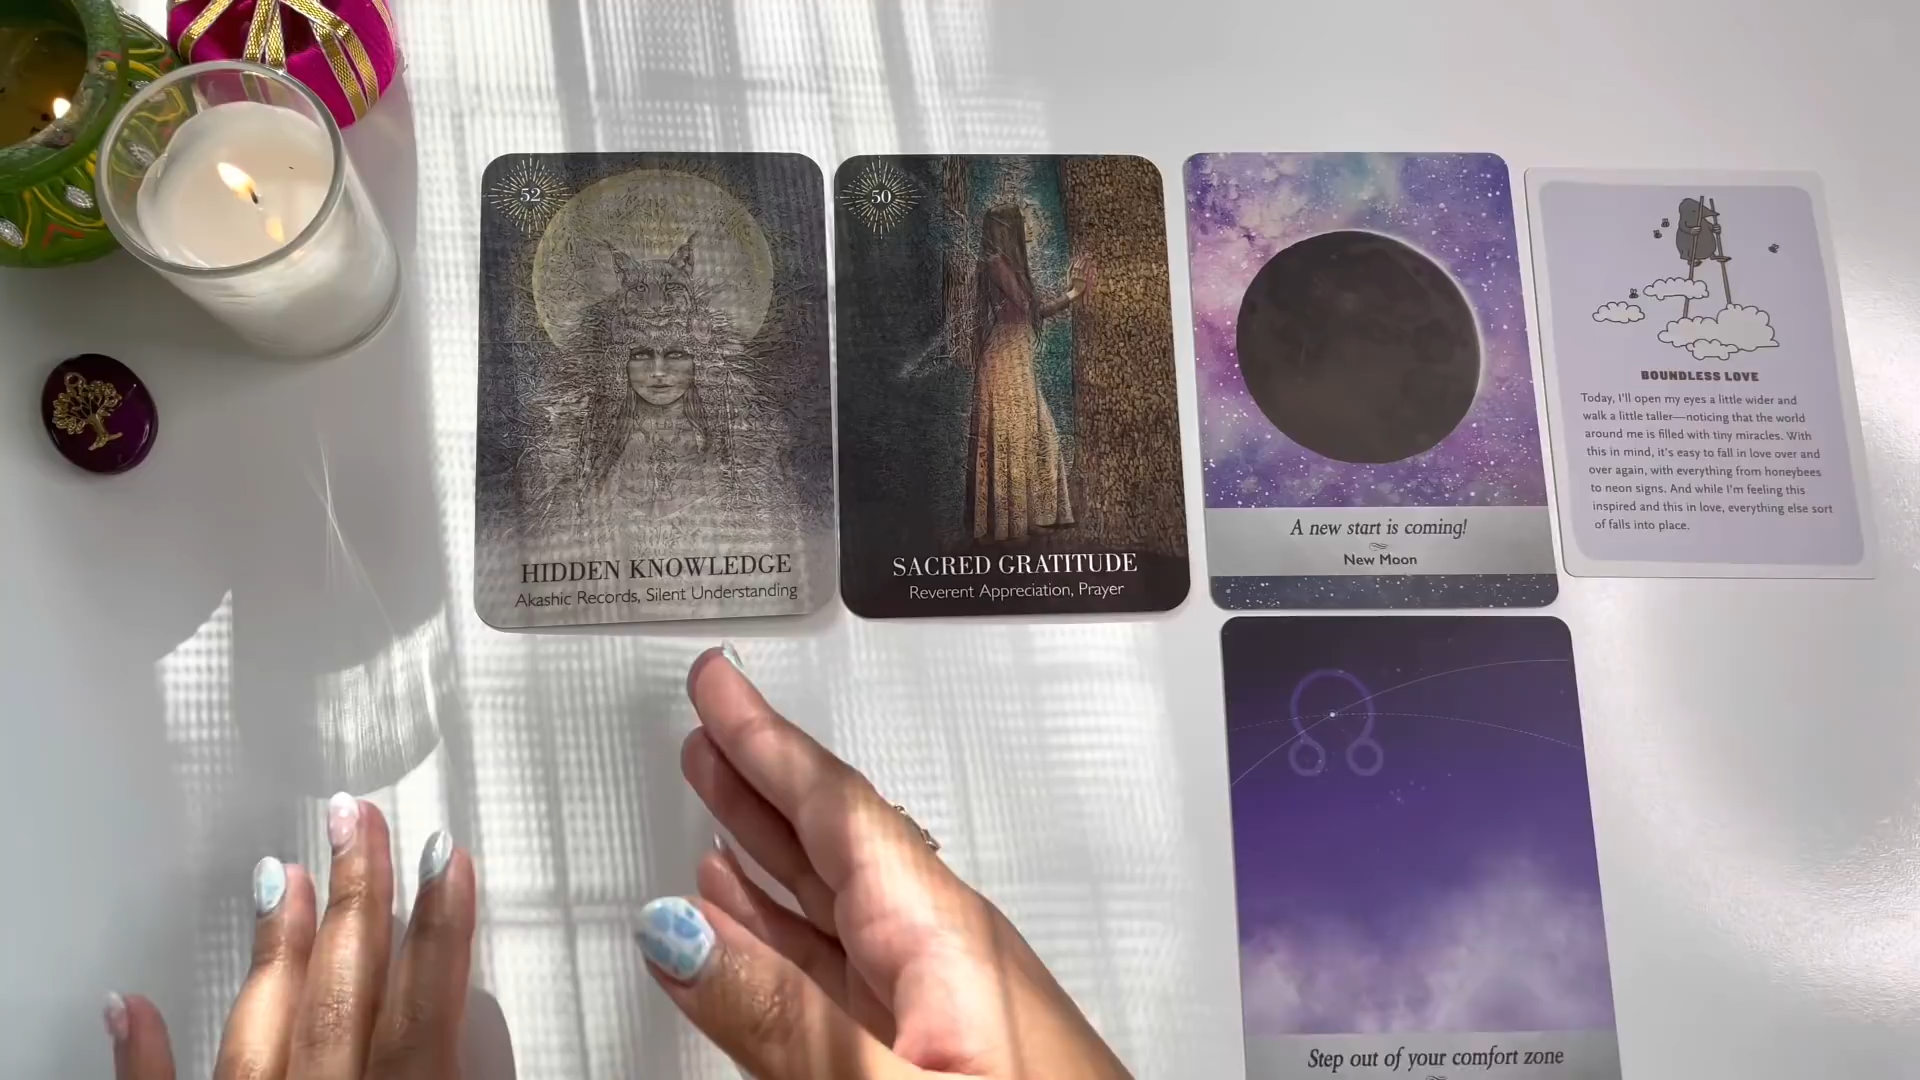 52
HIDDEN KNOWLEDGE
Akashic Records, Silent Understanding
50
SACRED GRATITUDE
Reverent Appreciation, Prayer
A new start is coming!
New Moon
BOUNDLESS LOVE
Today, I'll open my eyes a little wider and
walk a little taller—noticing that the world
around me is filled with tiny miracles. With
this in mind, it's easy to fall in love over and
over again, with everything from honeybees
to neon signs. And while I'm feeling this
inspired and this in love, everything else sort
of falls into place.
Step out of your comfort zone